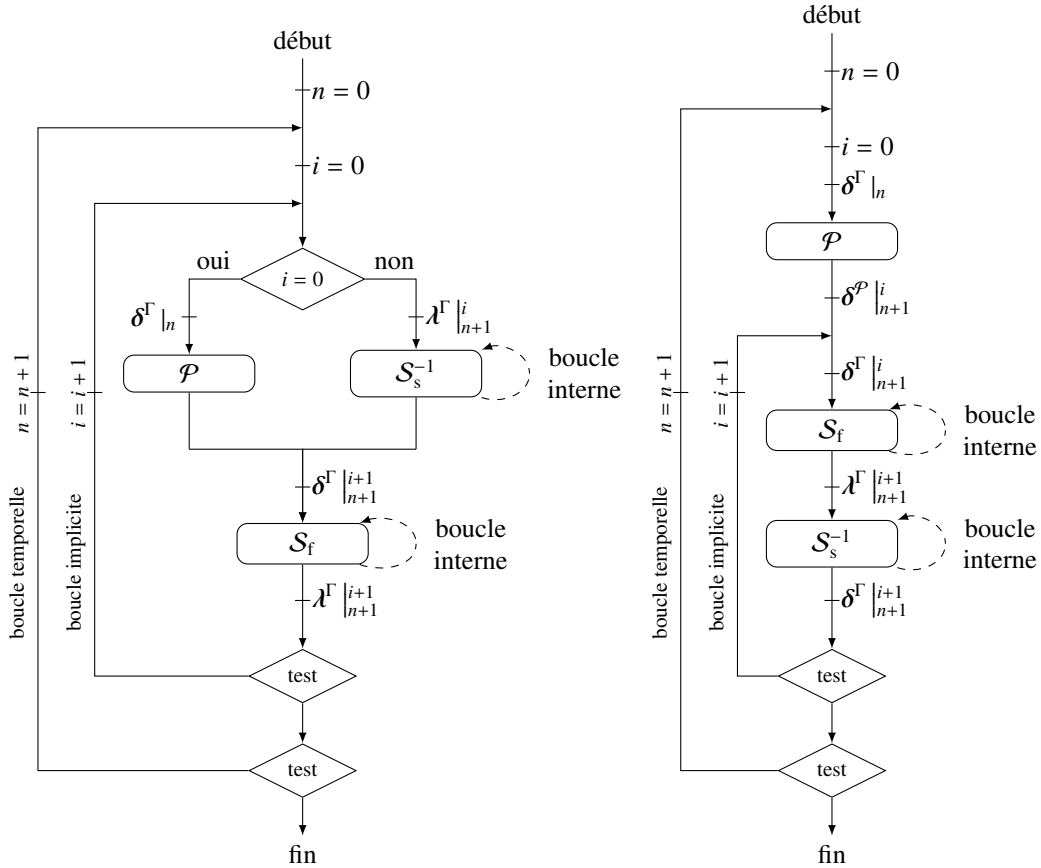 début
n = 0
i = 0
i = 0
oui
non
δ^Γ |_n
λ^Γ |^i_{n+1}
𝒫
𝒮_s^{-1}
boucle
interne
δ^Γ |^{i+1}_{n+1}
𝒮_f
boucle
interne
λ^Γ |^{i+1}_{n+1}
test
test
fin
n = n + 1
boucle temporelle
i = i + 1
boucle implicite
début
n = 0
i = 0
δ^Γ |_n
𝒫
δ^𝒫 |^i_{n+1}
δ^Γ |^i_{n+1}
𝒮_f
boucle
interne
λ^Γ |^{i+1}_{n+1}
𝒮_s^{-1}
boucle
interne
δ^Γ |^{i+1}_{n+1}
test
test
fin
n = n + 1
boucle temporelle
i = i + 1
boucle implicite